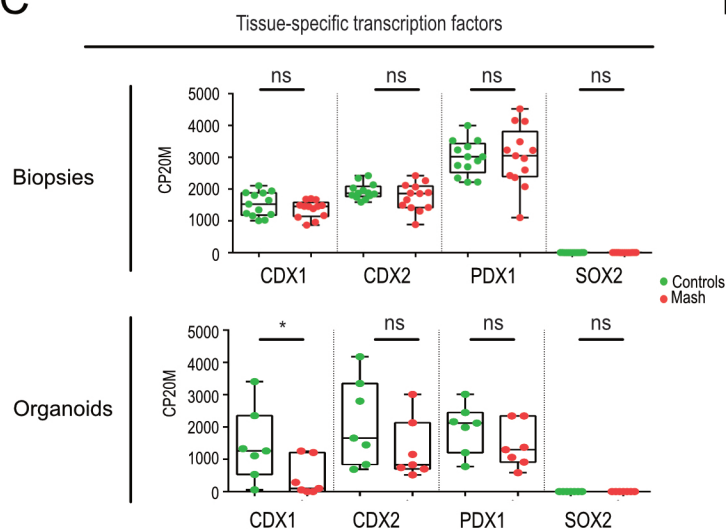 C
Tissue-specific transcription factors
Biopsies
ns ns ns ns
CP20M
5000
4000
3000
2000
1000
0
CDX1 CDX2 PDX1 SOX2
Controls
Mash
Organoids
* ns ns ns
CP20M
5000
4000
3000
2000
1000
0
CDX1 CDX2 PDX1 SOX2